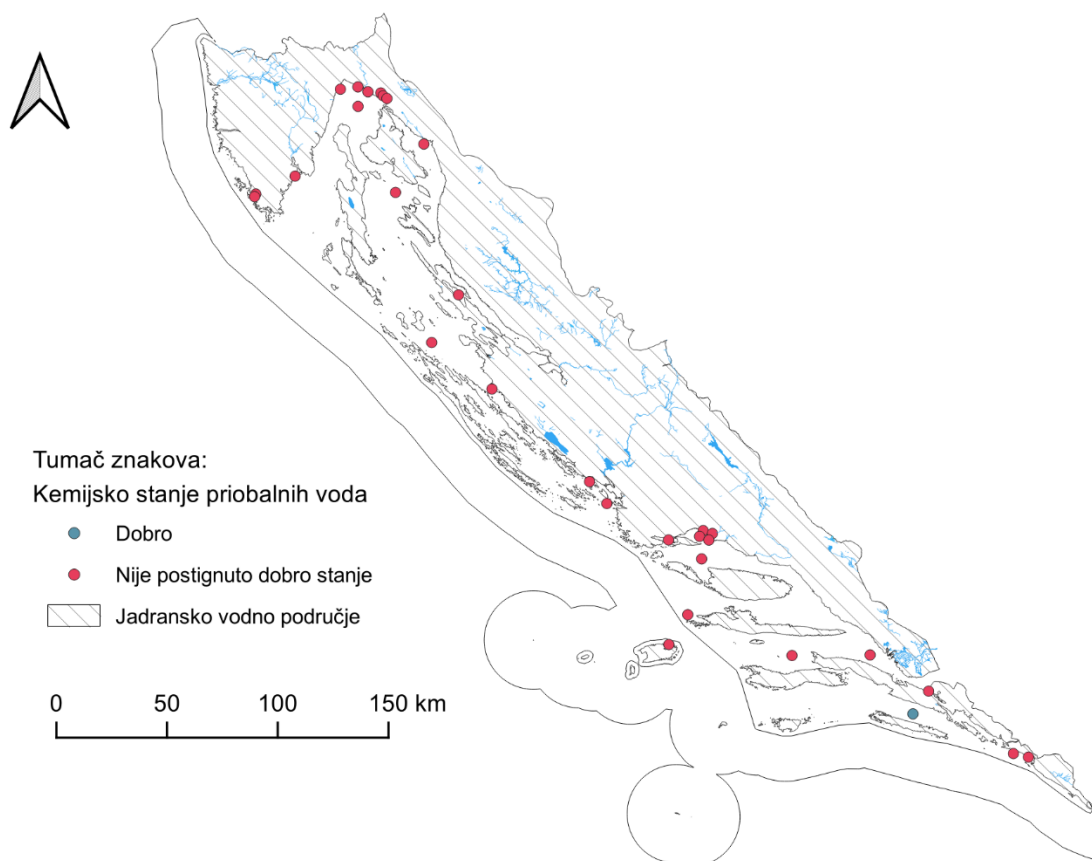 Tumač znakova:
Kemijsko stanje priobalnih voda
Dobro
Nije postignuto dobro stanje
Jadransko vodno područje
0 50 100 150 km